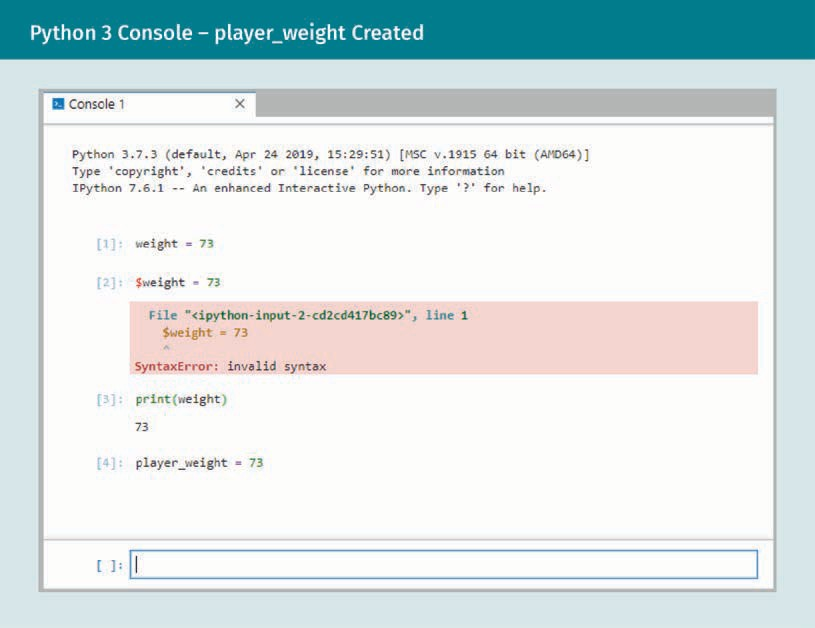 Python 3 Console – player_weight Created
Console 1
Python 3.7.3 (default, Apr 24 2019, 15:29:51) [MSC v.1915 64 bit (AMD64)]
Type 'copyright', 'credits' or 'license' for more information
IPython 7.6.1 -- An enhanced Interactive Python. Type '?' for help.
[1]: weight = 73
[2]: $weight = 73
File "<ipython-input-2-cd2cd417bc89>", line 1
$weight = 73
^
SyntaxError: invalid syntax
[3]: print(weight)
73
[4]: player_weight = 73
[ ]: